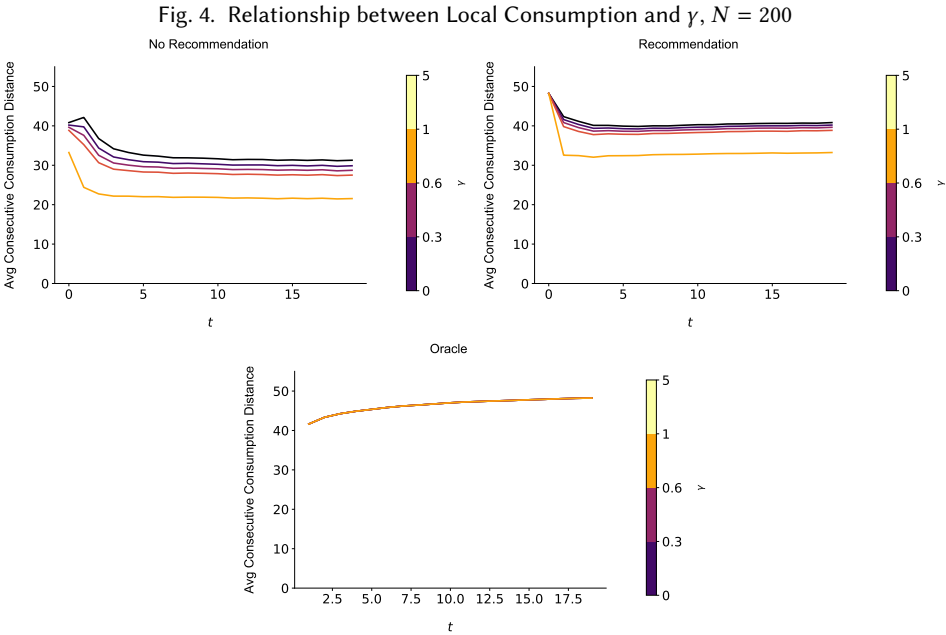 Fig. 4. Relationship between Local Consumption and γ, N = 200
No Recommendation
Avg Consecutive Consumption Distance
50
40
30
20
10
0
0 5 10 15
t
5
1
0.6
0.3
0
γ
Recommendation
Avg Consecutive Consumption Distance
50
40
30
20
10
0
0 5 10 15
t
5
1
0.6
0.3
0
γ
Oracle
Avg Consecutive Consumption Distance
50
40
30
20
10
0
2.5 5.0 7.5 10.0 12.5 15.0 17.5
t
5
1
0.6
0.3
0
γ